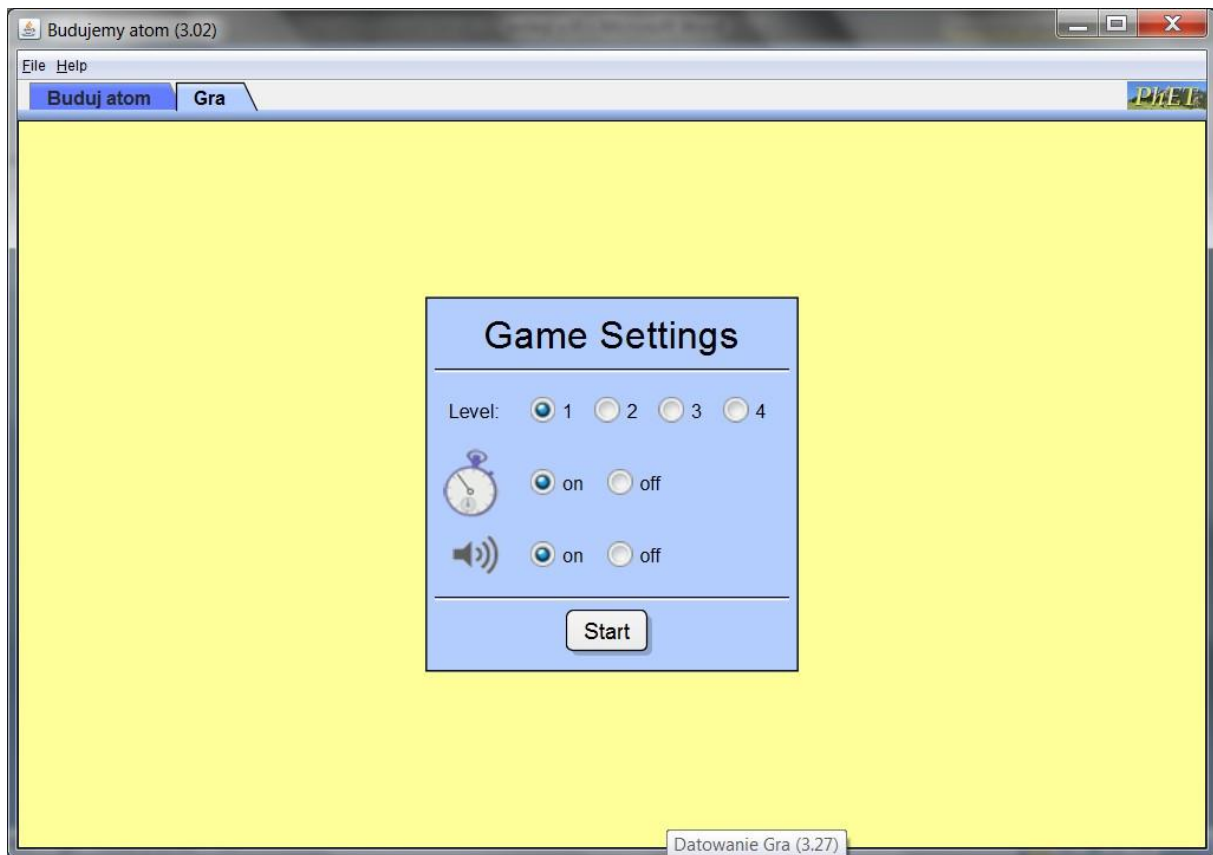 Budujemy atom (3.02)
File Help
Buduj atom Gra
PhET
Game Settings
Level: 1 2 3 4
on off
on off
Start
Datowanie Gra (3.27)